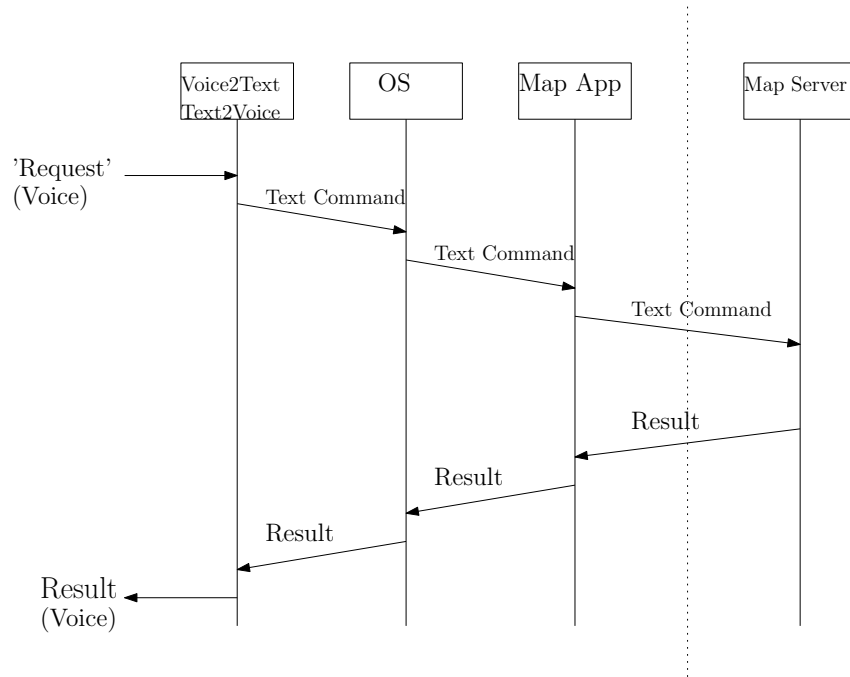 Voice2Text
Text2Voice
OS
Map App
Map Server
'Request'
(Voice)
Text Command
Text Command
Text Command
Result
Result
Result
Result
(Voice)